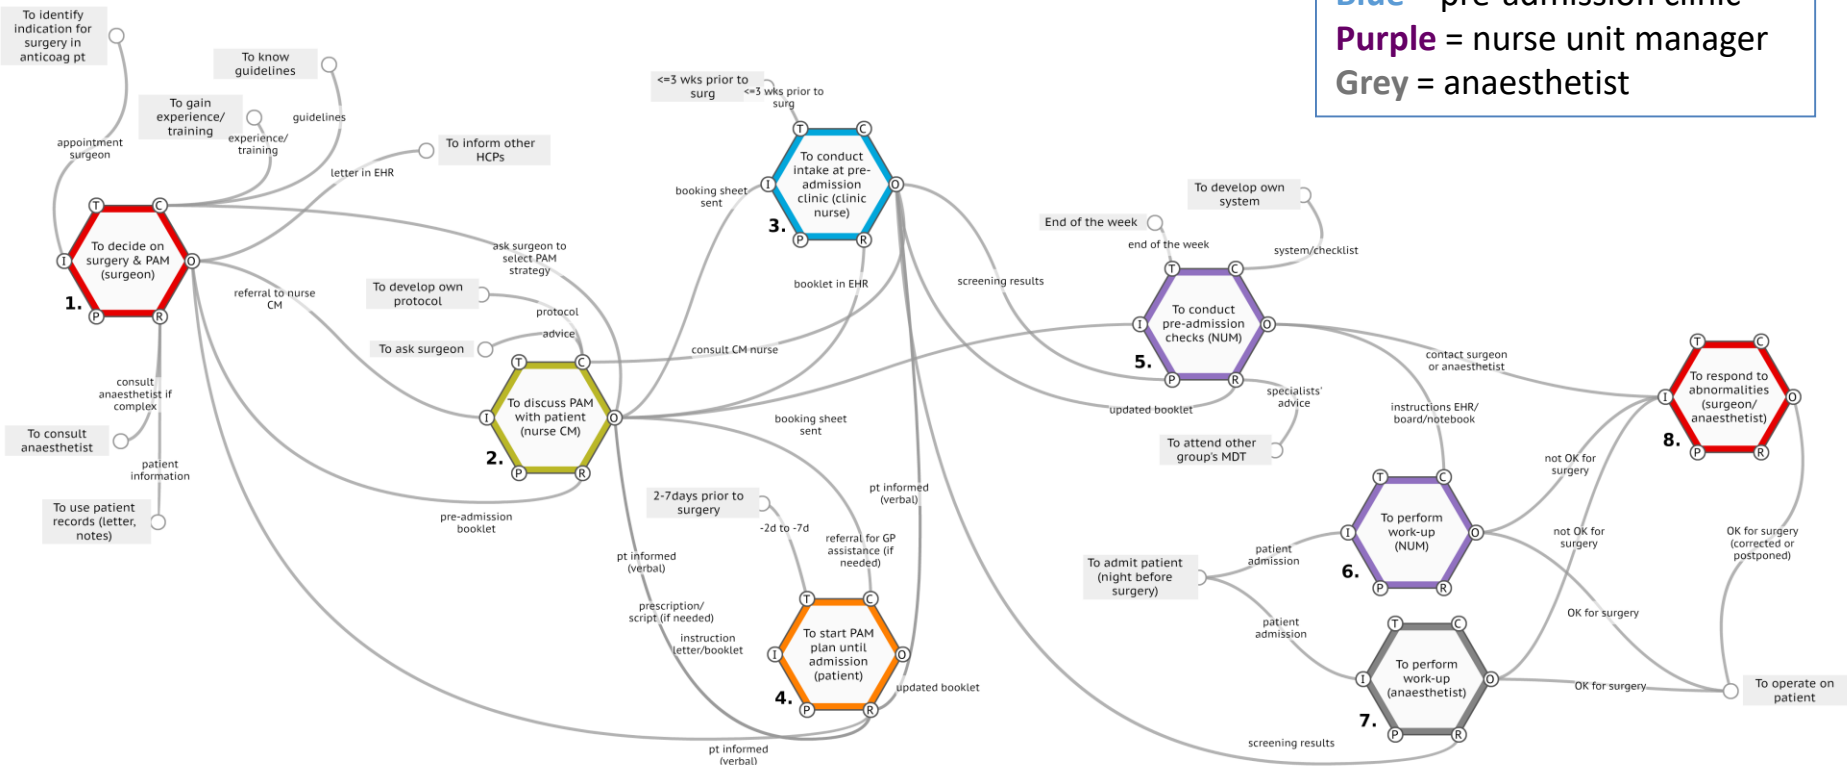 To identify
indication for
surgery in
anticoag pt
To know
guidelines
To gain
experience/
training
guidelines
experience/
training
appointment
surgeon
To inform other
HCPs
letter in EHR
T
C
I
O
P
R
To decide on
surgery & PAM
(surgeon)
1.
ask surgeon to
select PAM
strategy
referral to nurse
CM
To develop own
protocol
protocol
advice
To ask surgeon
consult
anaesthetist if
complex
To consult
anaesthetist
patient
information
To use patient
records (letter,
notes)
T
C
I
O
P
R
To discuss PAM
with patient
(nurse CM)
2.
pre-admission
booklet
<=3 wks prior to
surg
<=3 wks prior to
surg
booking sheet
sent
T
C
I
O
P
R
To conduct
intake at pre-
admission
clinic (clinic
nurse)
3.
booklet in EHR
consult CM nurse
booking sheet
sent
2-7days prior to
surgery
-2d to -7d
referral for GP
assistance (if
needed)
pt informed
(verbal)
pt informed
(verbal)
prescription/
script (if needed)
instruction
letter/booklet
T
C
I
O
P
R
To start PAM
plan until
admission
(patient)
4.
updated booklet
pt informed
(verbal)
Purple = nurse unit manager
Grey = anaesthetist
To develop own
system
End of the week
end of the week
system/checklist
screening results
T
C
I
O
P
R
To conduct
pre-admission
checks (NUM)
5.
updated booklet
specialists'
advice
To attend other
group's MDT
contact surgeon
or anaesthetist
instructions EHR/
board/notebook
To admit patient
(night before
surgery)
patient
admission
patient
admission
T
C
I
O
P
R
To perform
work-up
(NUM)
6.
T
C
I
O
P
R
To perform
work-up
(anaesthetist)
7.
screening results
not OK for
surgery
not OK for
surgery
OK for surgery
OK for surgery
T
C
I
O
P
R
To respond to
abnormalities
(surgeon/
anaesthetist)
8.
OK for surgery
(corrected or
postponed)
To operate on
patient